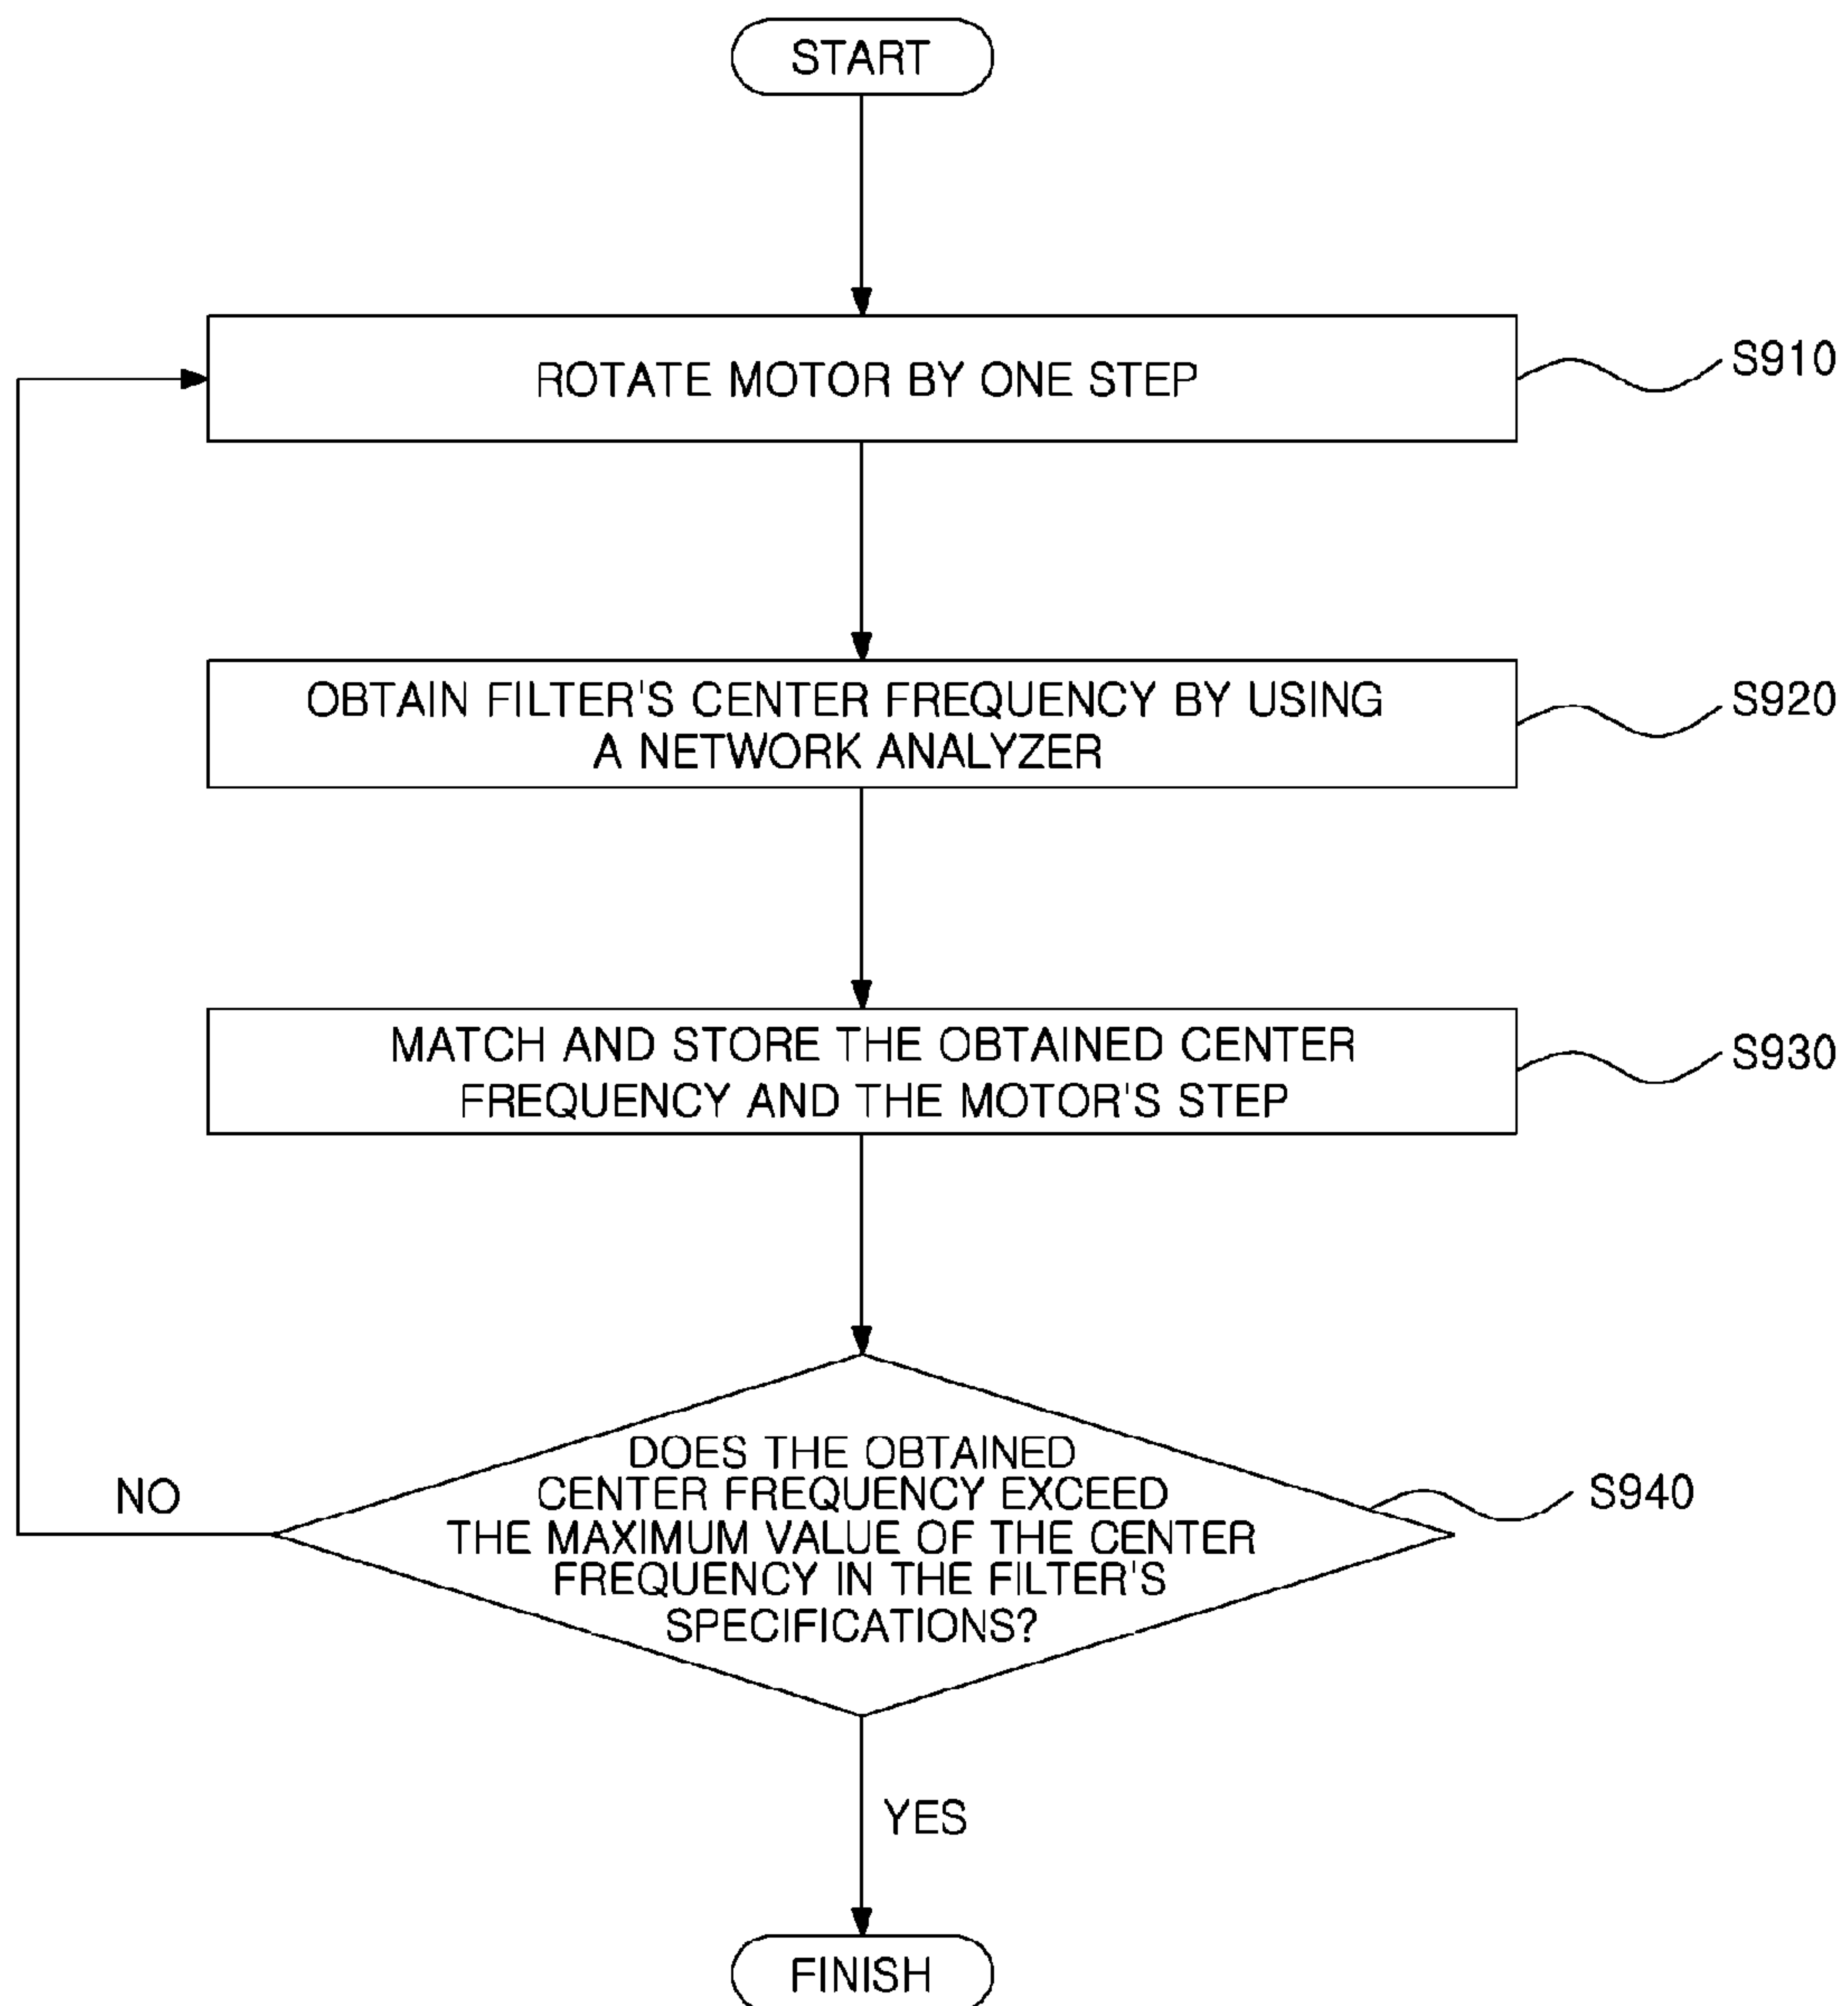 START
ROTATE MOTOR BY ONE STEP
S910
OBTAIN FILTER'S CENTER FREQUENCY BY USING
A NETWORK ANALYZER
S920
MATCH AND STORE THE OBTAINED CENTER
FREQUENCY AND THE MOTOR'S STEP
S930
DOES THE OBTAINED
CENTER FREQUENCY EXCEED
THE MAXIMUM VALUE OF THE CENTER
FREQUENCY IN THE FILTER'S
SPECIFICATIONS?
S940
NO
YES
FINISH